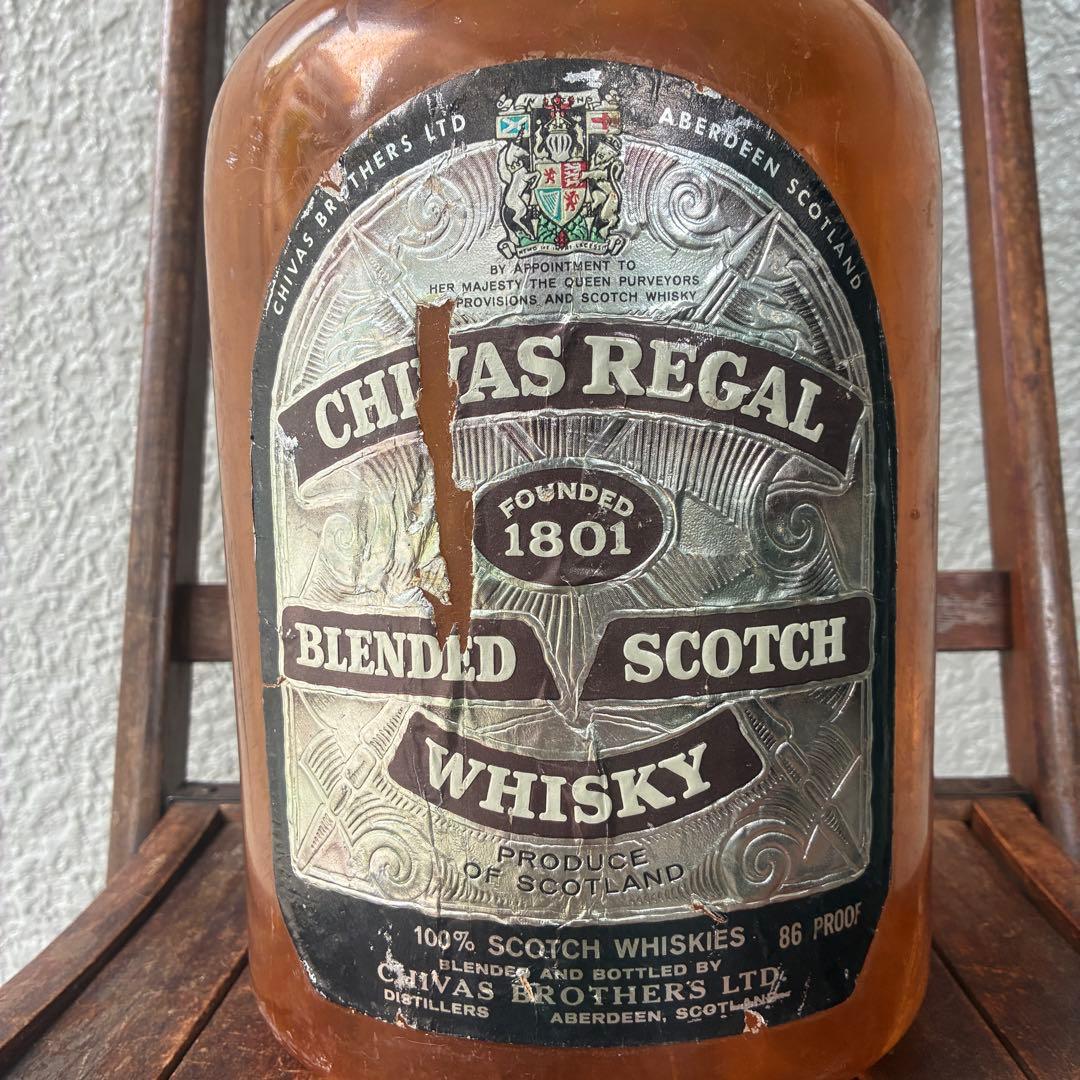 CHIVAS BROTHERS LTD ABERDEEN SCOTLAND
BY APPOINTMENT TO
HER MAJESTY THE QUEEN PURVEYORS
PROVISIONS AND SCOTCH WHISKY
CHIVAS REGAL
FOUNDED
1801
BLENDED SCOTCH
WHISKY
PRODUCE
OF SCOTLAND
100% SCOTCH WHISKIES 86 PROOF
BLENDED AND BOTTLED BY
CHIVAS BROTHERS LTD.
DISTILLERS ABERDEEN, SCOTLAND